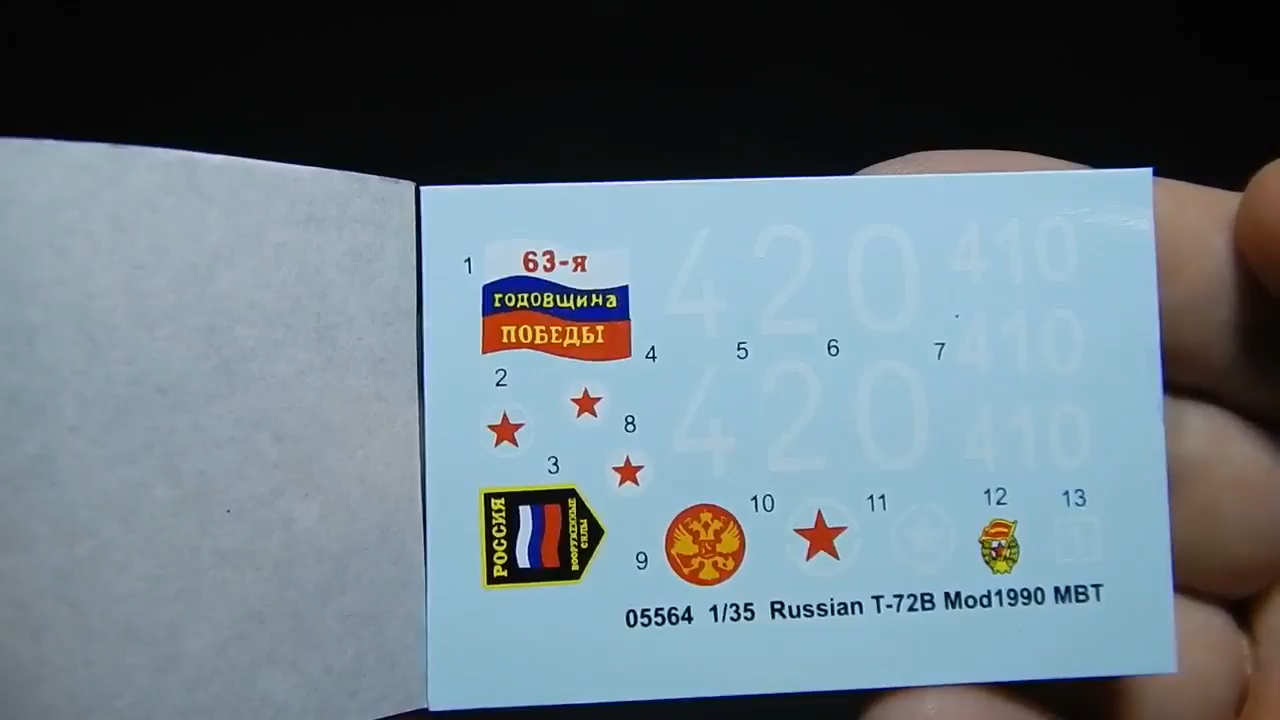 1
63-я
годовщина
ПОБЕДЫ
420
410
4
5
6
7
410
2
8
420
410
3
РОССИЯ
ВООРУЖЕННЫЕ
СИЛЫ
9
10
11
12
13
05564 1/35 Russian T-72B Mod1990 MBT